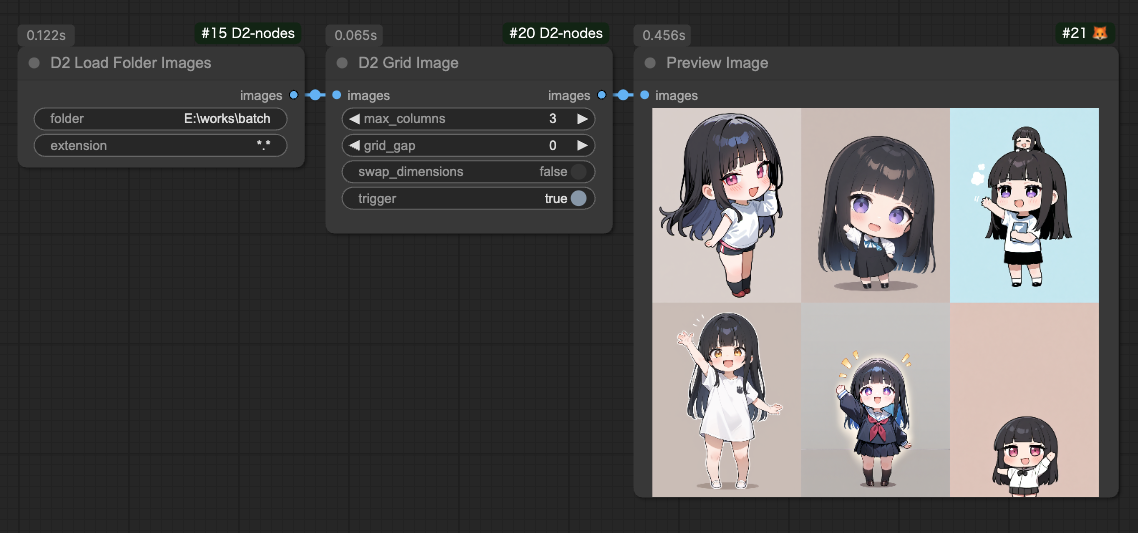 0.122s
#15 D2-nodes
D2 Load Folder Images
images
folder E:\works\batch
extension *.*
0.065s
#20 D2-nodes
D2 Grid Image
images images
max_columns 3
grid_gap 0
swap_dimensions false
trigger true
0.456s
#21 🦊
Preview Image
images